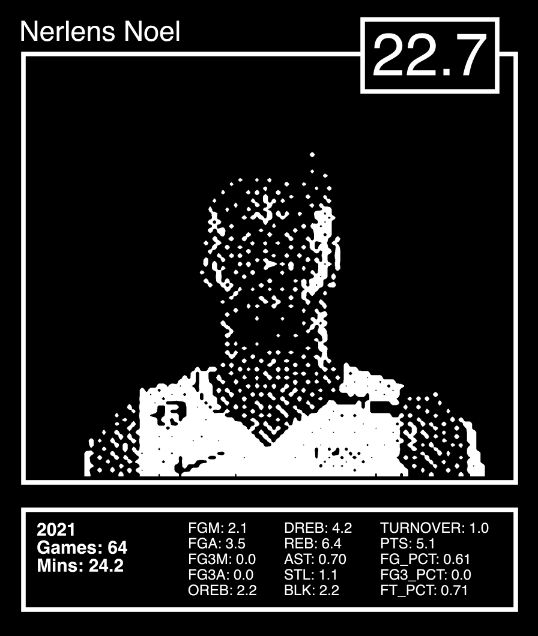 Nerlens Noel
22.7
2021
Games: 64
Mins: 24.2
FGM: 2.1
FGA: 3.5
FG3M: 0.0
FG3A: 0.0
OREB: 2.2
DREB: 4.2
REB: 6.4
AST: 0.70
STL: 1.1
BLK: 2.2
TURNOVER: 1.0
PTS: 5.1
FG_PCT: 0.61
FG3_PCT: 0.0
FT_PCT: 0.71